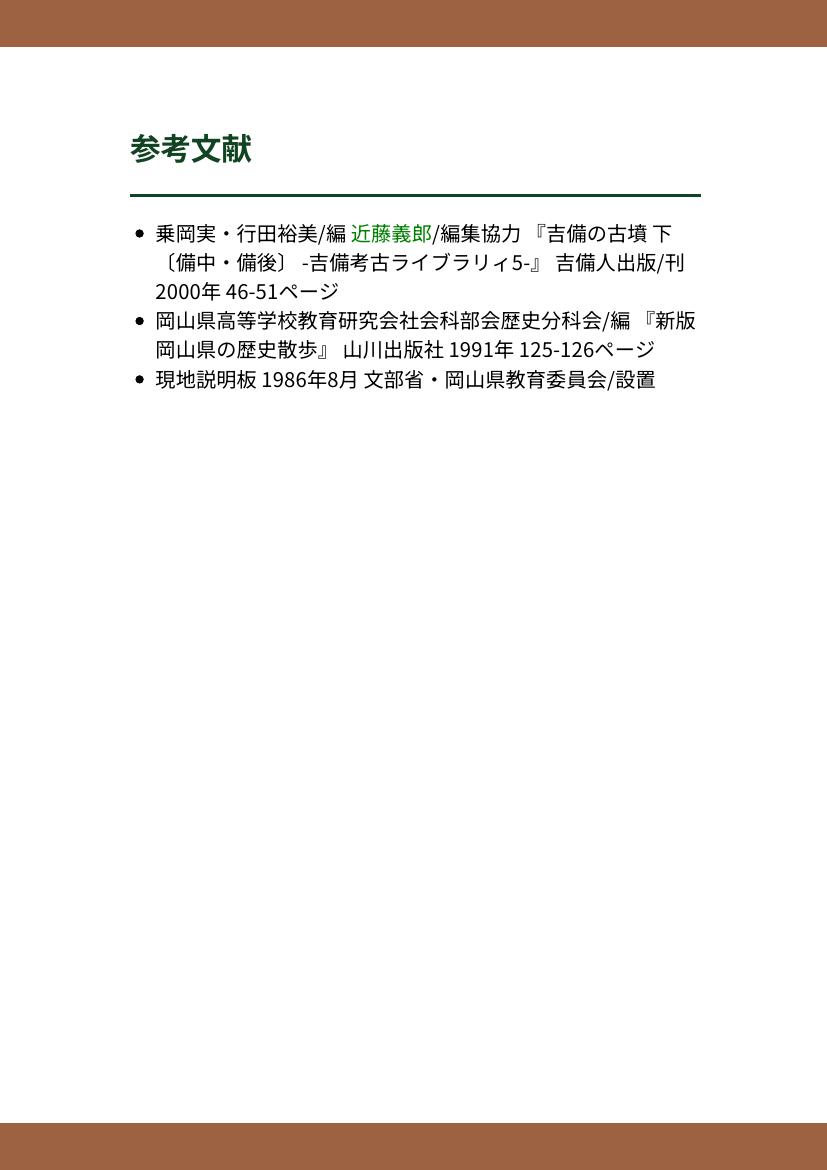 参考文献
乗岡実・行田裕美/編 近藤義郎/編集協力 『吉備の古墳 下
〔備中・備後〕 -吉備考古ライブラリィ5-』 吉備人出版/刊
2000年 46-51ページ
岡山県高等学校教育研究会社会科部会歴史分科会/編 『新版
岡山県の歴史散歩』 山川出版社 1991年 125-126ページ
現地説明板 1986年8月 文部省・岡山県教育委員会/設置